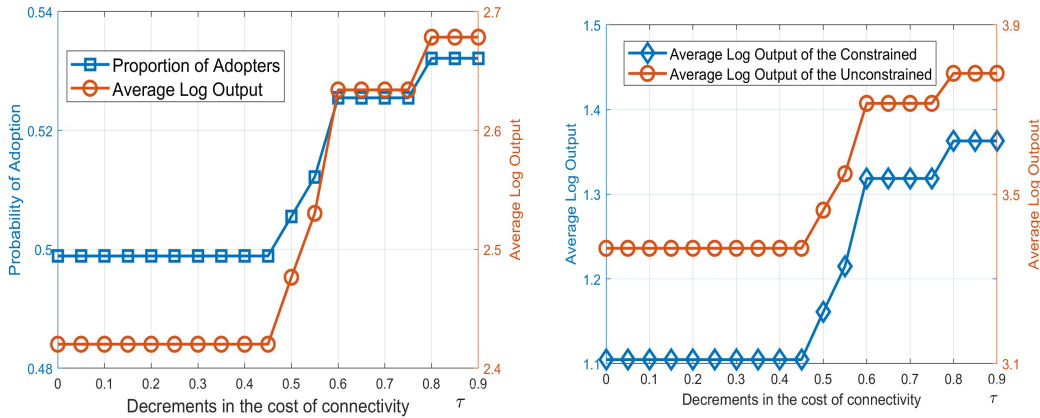 0.54
0.52
0.5
0.48
Probability of Adoption
Proportion of Adopters
Average Log Output
2.7
2.6
2.5
2.4
Average Log Output
0 0.1 0.2 0.3 0.4 0.5 0.6 0.7 0.8 0.9
Decrements in the cost of connectivity τ
1.5
1.4
1.3
1.2
1.1
Average Log Output
Average Log Output of the Constrained
Average Log Output of the Unconstrained
3.9
3.5
3.1
Average Log Outpout
0 0.1 0.2 0.3 0.4 0.5 0.6 0.7 0.8 0.9
Decrements in the cost of connectivity τ